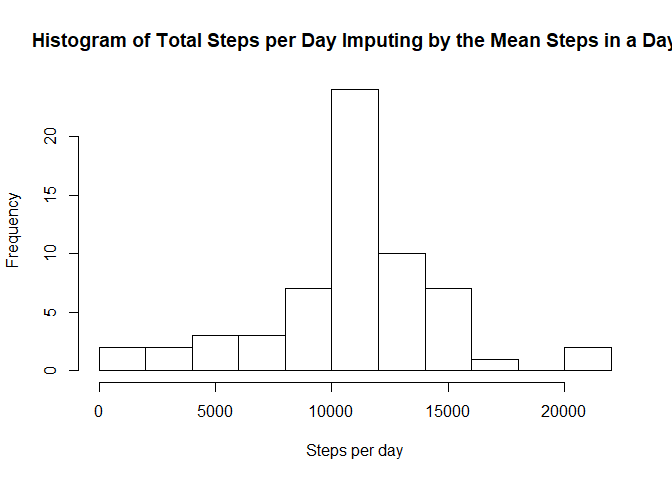 Histogram of Total Steps per Day Imputing by the Mean Steps in a Day
Frequency
20
15
10
5
0
0 5000 10000 15000 20000
Steps per day